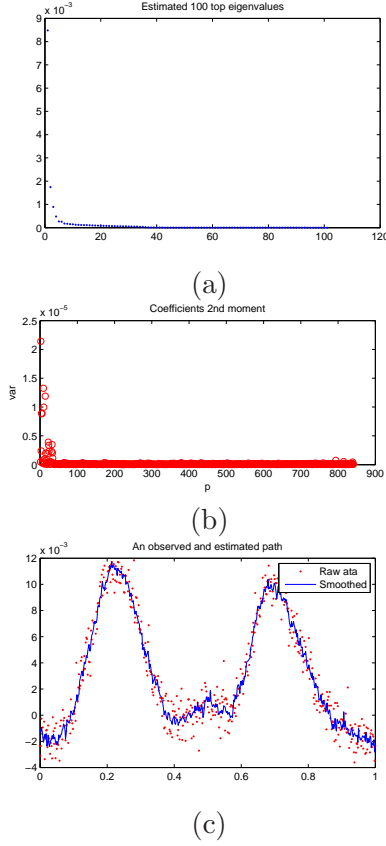 Estimated 100 top eigenvalues
x 10⁻³
9
8
7
6
5
4
3
2
1
0
0 20 40 60 80 100 120
(a)
Coefficients 2nd moment
x 10⁻⁵
2.5
2
1.5
1
0.5
0
var
0 100 200 300 400 500 600 700 800 900
p
(b)
An observed and estimated path
x 10⁻³
12
10
8
6
4
2
0
−2
−4
Raw ata
Smoothed
0 0.2 0.4 0.6 0.8 1
(c)